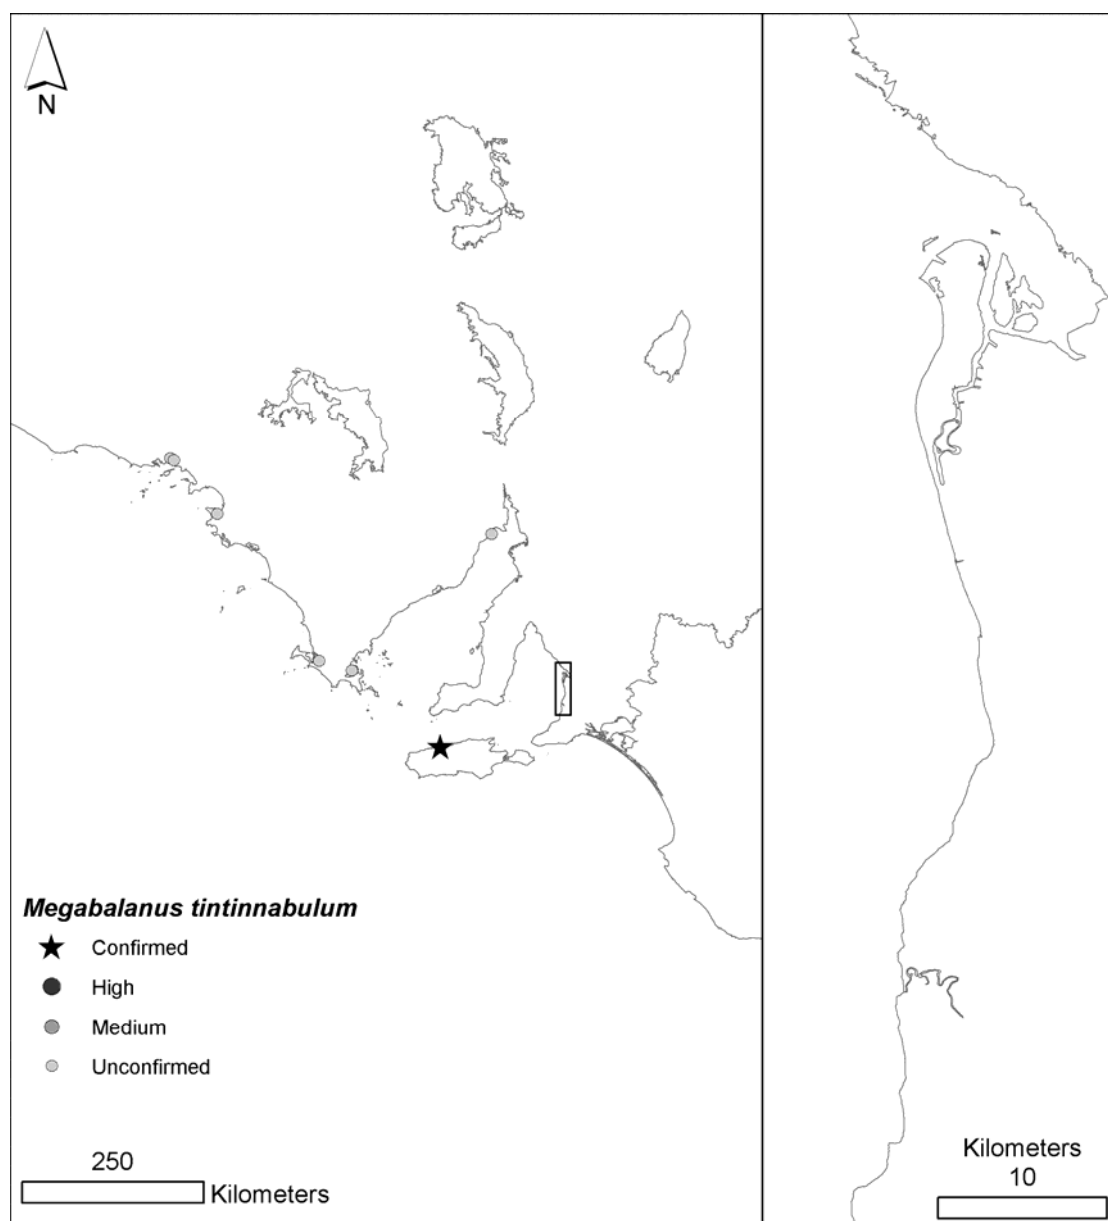 N
Megabalanus tintinnabulum
Confirmed
High
Medium
Unconfirmed
250
Kilometers
Kilometers
10